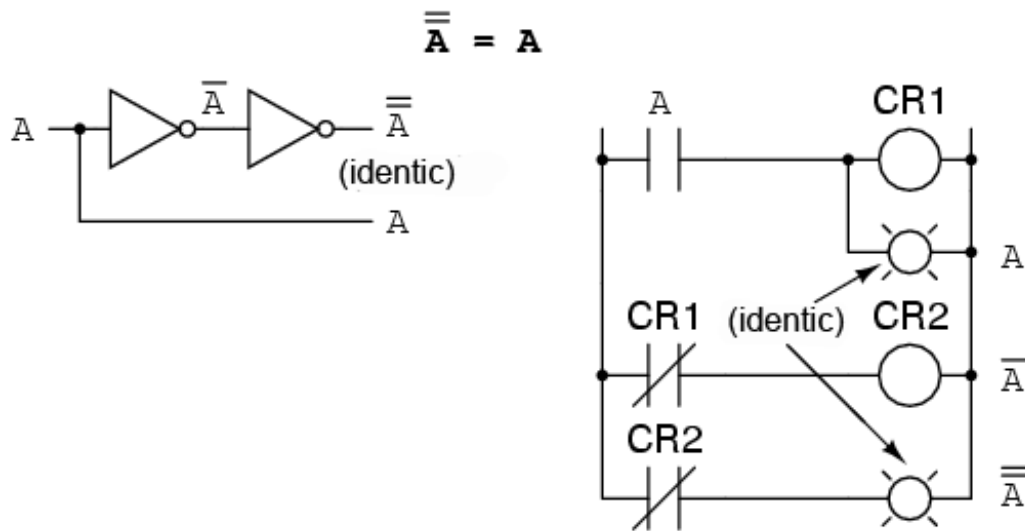 A̿ = A
A
A̅
A̿
(identic)
A
A
CR1
A
CR1
(identic)
CR2
A̅
CR2
A̿